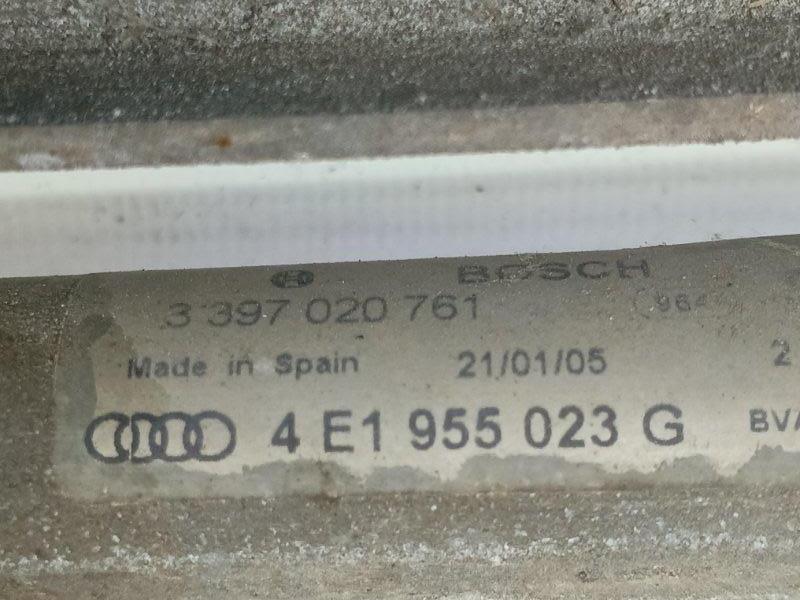 BOSCH
3 397 020 761
Made in Spain 21/01/05 2
4 E1 955 023 G